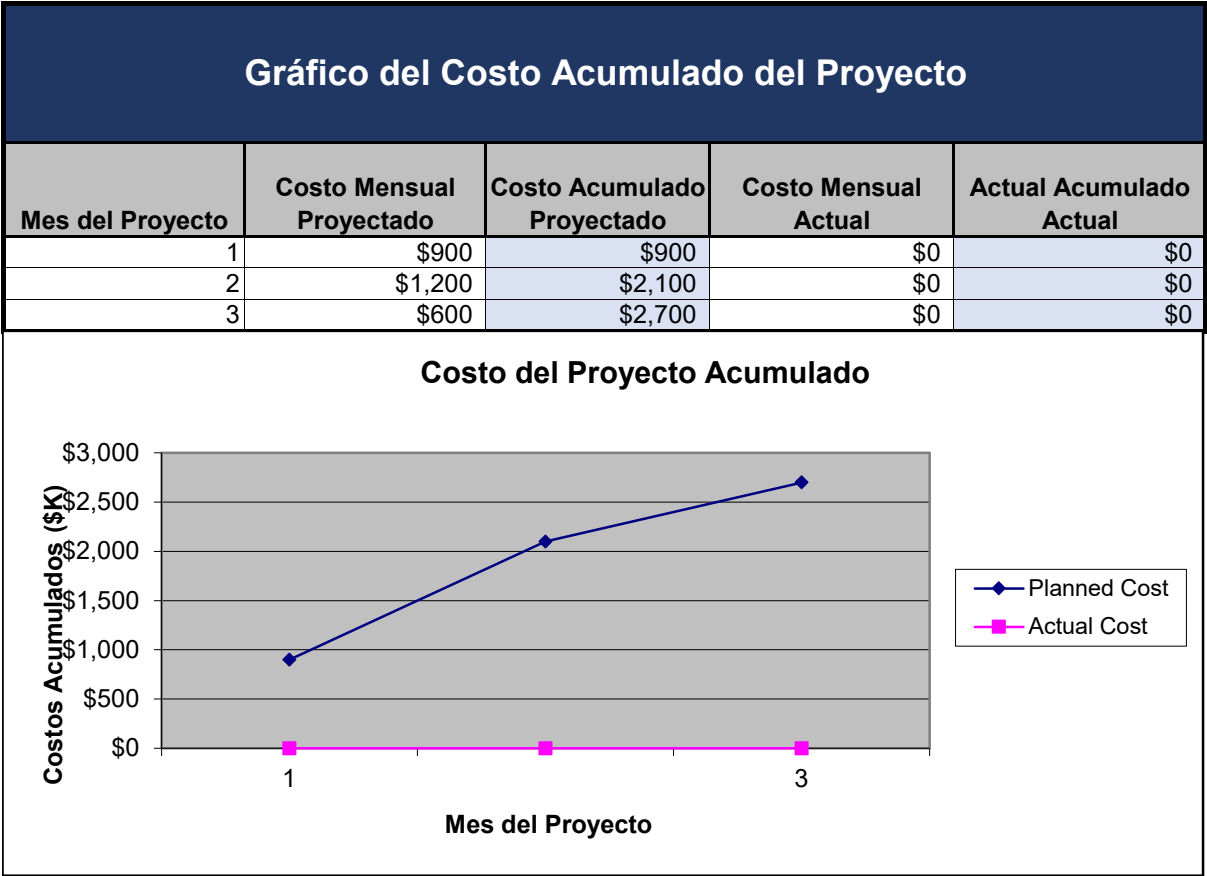 Gráfico del Costo Acumulado del Proyecto
Mes del Proyecto
Costo Mensual
Proyectado
Costo Acumulado
Proyectado
Costo Mensual
Actual
Actual Acumulado
Actual
1 $900 $900 $0 $0
2 $1,200 $2,100 $0 $0
3 $600 $2,700 $0 $0
Costo del Proyecto Acumulado
Costos Acumulados ($K)
$3,000
$2,500
$2,000
$1,500
$1,000
$500
$0
1 3
Mes del Proyecto
Planned Cost
Actual Cost